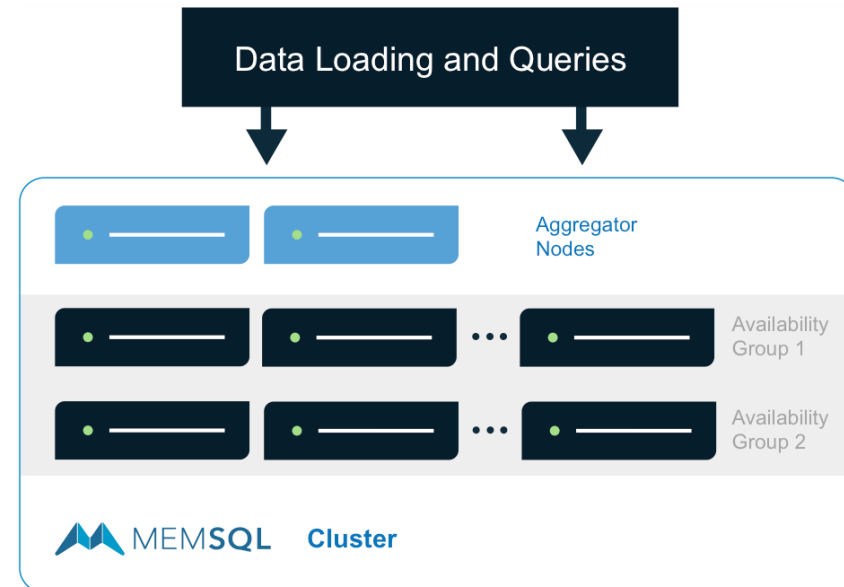 Data Loading and Queries
Aggregator
Nodes
Availability
Group 1
Availability
Group 2
MEMSQL Cluster